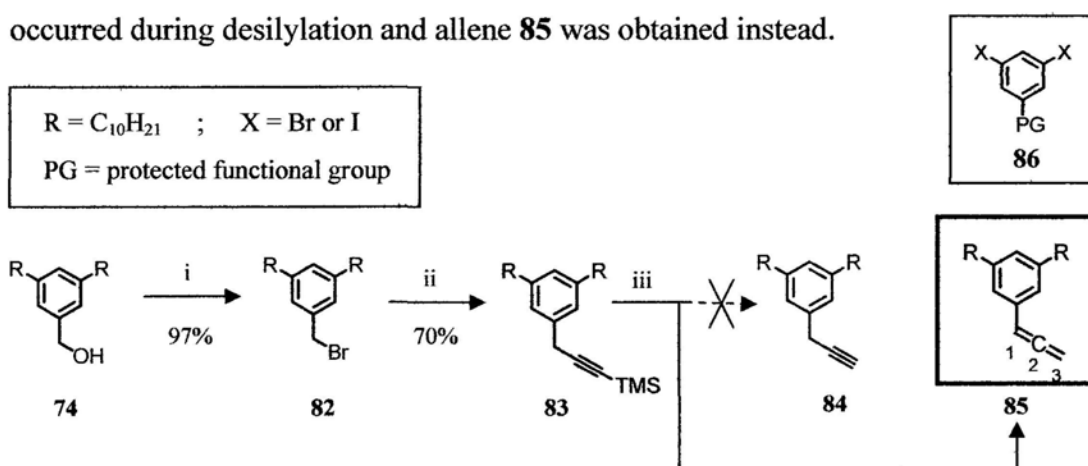 occurred during desilylation and allene 85 was obtained instead.
R = C₁₀H₂₁ ; X = Br or I
PG = protected functional group
X X
PG
86
R R
OH
74
i
97%
R R
Br
82
ii
70%
R R
TMS
83
iii
R R
84
R R
1 2 3
85